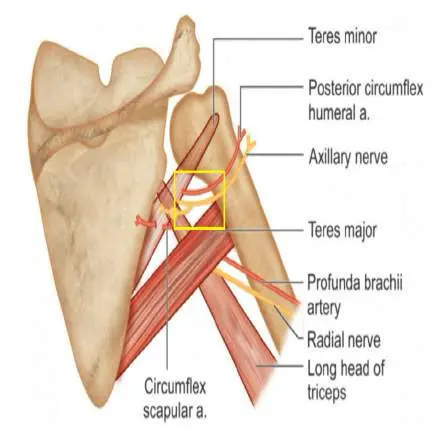 Teres minor
Posterior circumflex
humeral a.
Axillary nerve
Teres major
Profunda brachii
artery
Radial nerve
Long head of
triceps
Circumflex
scapular a.